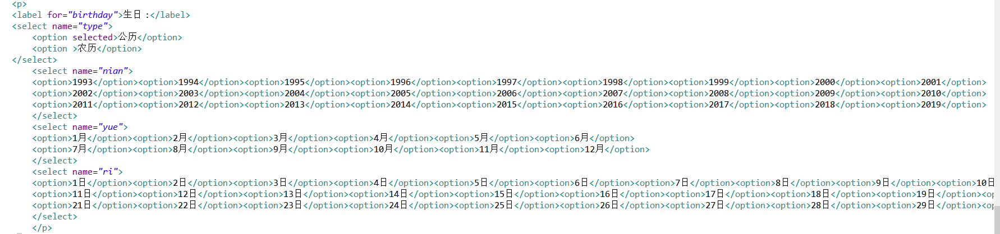 <p>
<label for="birthday">生日：</label>
<select name="type">
<option selected>公历</option>
<option >农历</option>
</select>
<select name="nian">
<option>1993</option><option>1994</option><option>1995</option><option>1996</option><option>1997</option><option>1998</option><option>1999</option><option>2000</option><option>2001</option>
<option>2002</option><option>2003</option><option>2004</option><option>2005</option><option>2006</option><option>2007</option><option>2008</option><option>2009</option><option>2010</option>
<option>2011</option><option>2012</option><option>2013</option><option>2014</option><option>2015</option><option>2016</option><option>2017</option><option>2018</option><option>2019</option>
</select>
<select name="yue">
<option>1月</option><option>2月</option><option>3月</option><option>4月</option><option>5月</option><option>6月</option>
<option>7月</option><option>8月</option><option>9月</option><option>10月</option><option>11月</option><option>12月</option>
</select>
<select name="ri">
<option>1日</option><option>2日</option><option>3日</option><option>4日</option><option>5日</option><option>6日</option><option>7日</option><option>8日</option><option>9日</option><option>10日
<option>11日</option><option>12日</option><option>13日</option><option>14日</option><option>15日</option><option>16日</option><option>17日</option><option>18日</option><option>19日</option><op
<option>21日</option><option>22日</option><option>23日</option><option>24日</option><option>25日</option><option>26日</option><option>27日</option><option>28日</option><option>29日</option><op
</select>
</p>